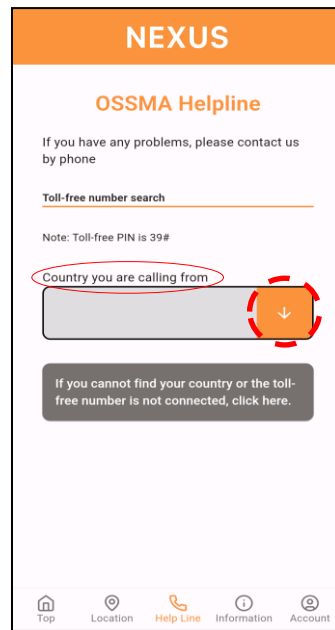 NEXUS
OSSMA Helpline
If you have any problems, please contact us
by phone
Toll-free number search
Note: Toll-free PIN is 39#
Country you are calling from
If you cannot find your country or the toll-
free number is not connected, click here.
Top Location Help Line Information Account